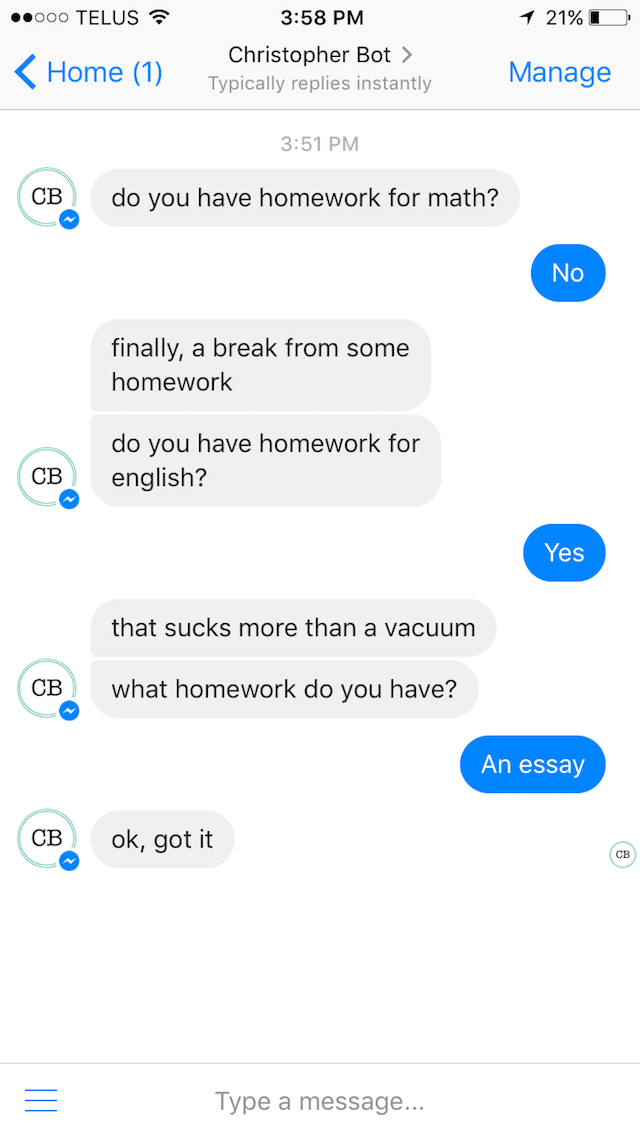 TELUS 3:58 PM 21%
Home (1) Christopher Bot Manage
Typically replies instantly
3:51 PM
CB do you have homework for math?
No
finally, a break from some
homework
do you have homework for
CB english?
Yes
that sucks more than a vacuum
CB what homework do you have?
An essay
CB ok, got it
CB
Type a message...